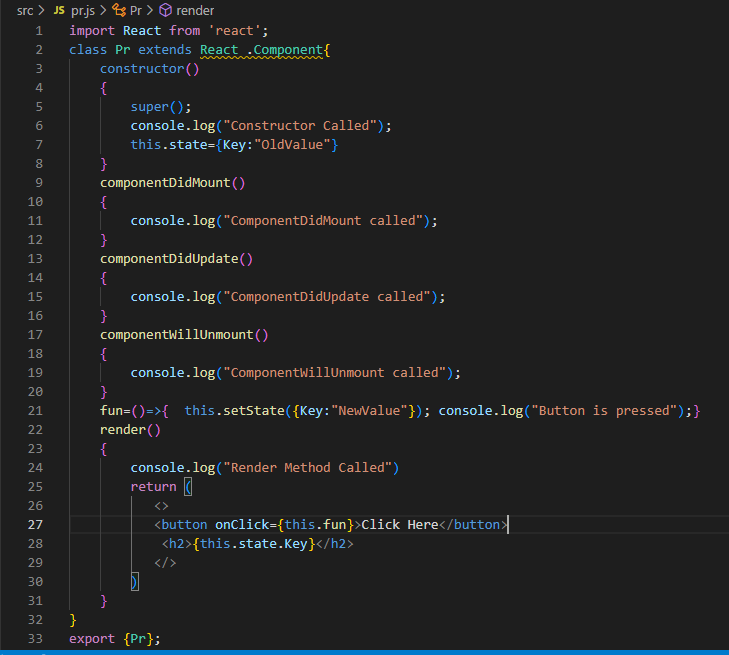 src > JS pr.js > Pr > render
1 import React from 'react';
2 class Pr extends React .Component{
3 constructor()
4 {
5 super();
6 console.log("Constructor Called");
7 this.state={Key:"OldValue"}
8 }
9 componentDidMount()
10 {
11 console.log("ComponentDidMount called");
12 }
13 componentDidUpdate()
14 {
15 console.log("ComponentDidUpdate called");
16 }
17 componentWillUnmount()
18 {
19 console.log("ComponentWillUnmount called");
20 }
21 fun=()=>{  this.setState({Key:"NewValue"}); console.log("Button is pressed");}
22 render()
23 {
24 console.log("Render Method Called")
25 return (
26 <>
27 <button onClick={this.fun}>Click Here</button>
28 <h2>{this.state.Key}</h2>
29 </>
30 )
31 }
32 }
33 export {Pr};